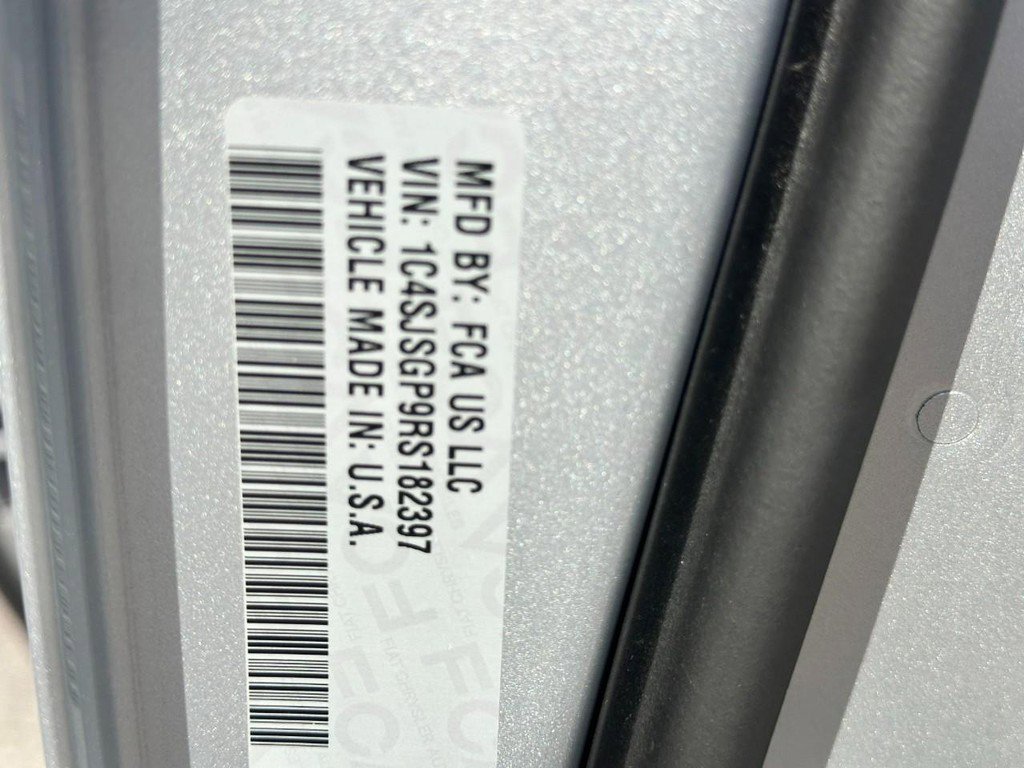 MFD BY: FCA US LLC
VIN: 1C4SJSGP9RS182397
VEHICLE MADE IN: U.S.A.